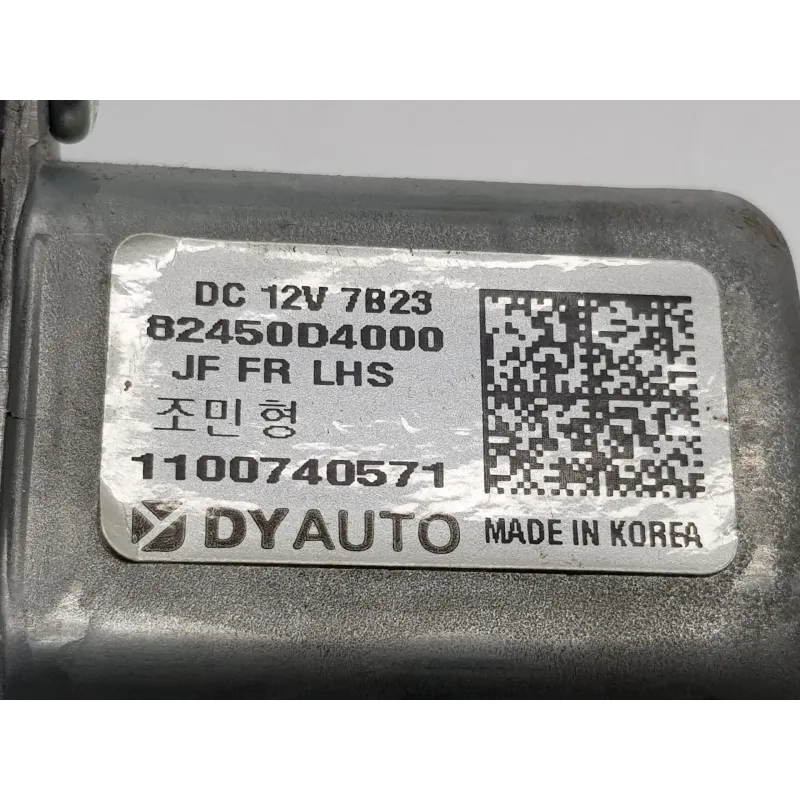 DC 12V 7B23
82450D4000
JF FR LHS
조민형
1100740571
DYAUTO
MADE IN KOREA